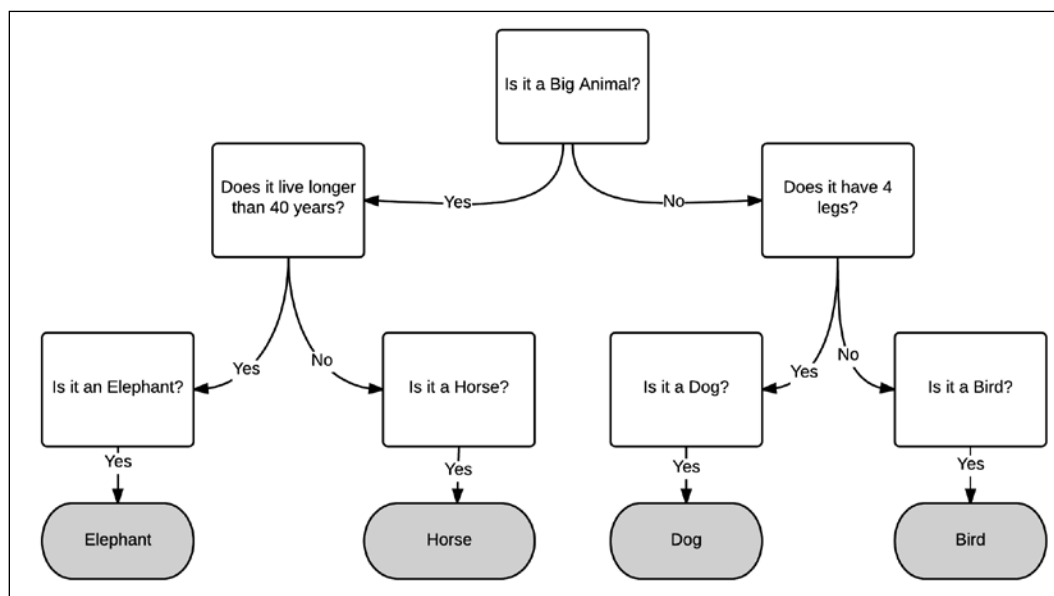 Is it a Big Animal?
Does it live longer
than 40 years?
Yes
No
Does it have 4
legs?
Is it an Elephant?
Yes
No
Is it a Horse?
Is it a Dog?
Yes
No
Is it a Bird?
Yes
Yes
Yes
Yes
Elephant
Horse
Dog
Bird